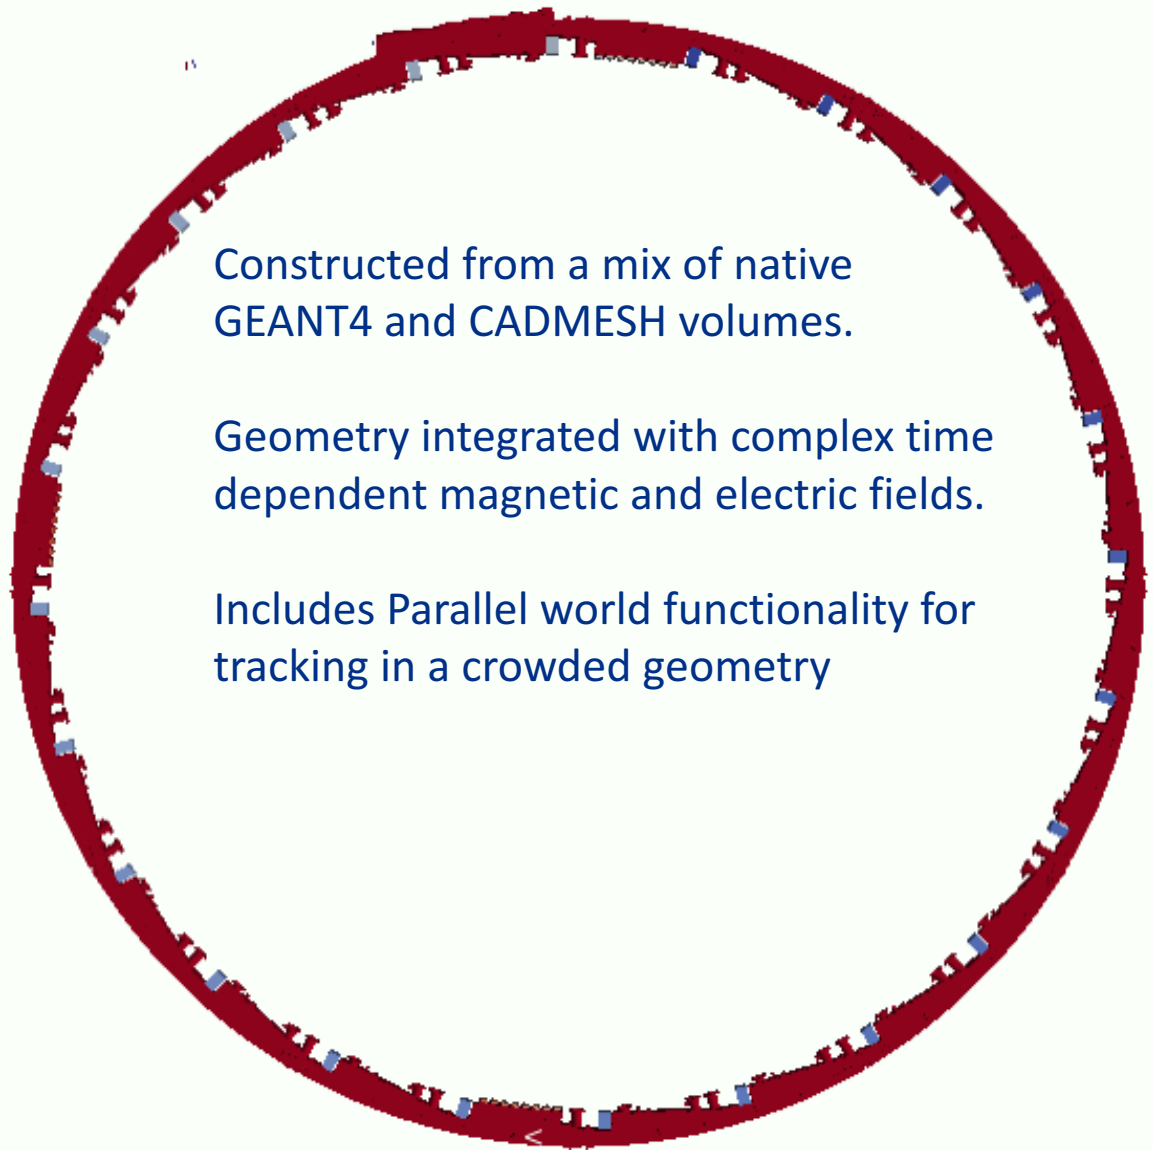 Constructed from a mix of native
GEANT4 and CADMESH volumes.
Geometry integrated with complex time
dependent magnetic and electric fields.
Includes Parallel world functionality for
tracking in a crowded geometry